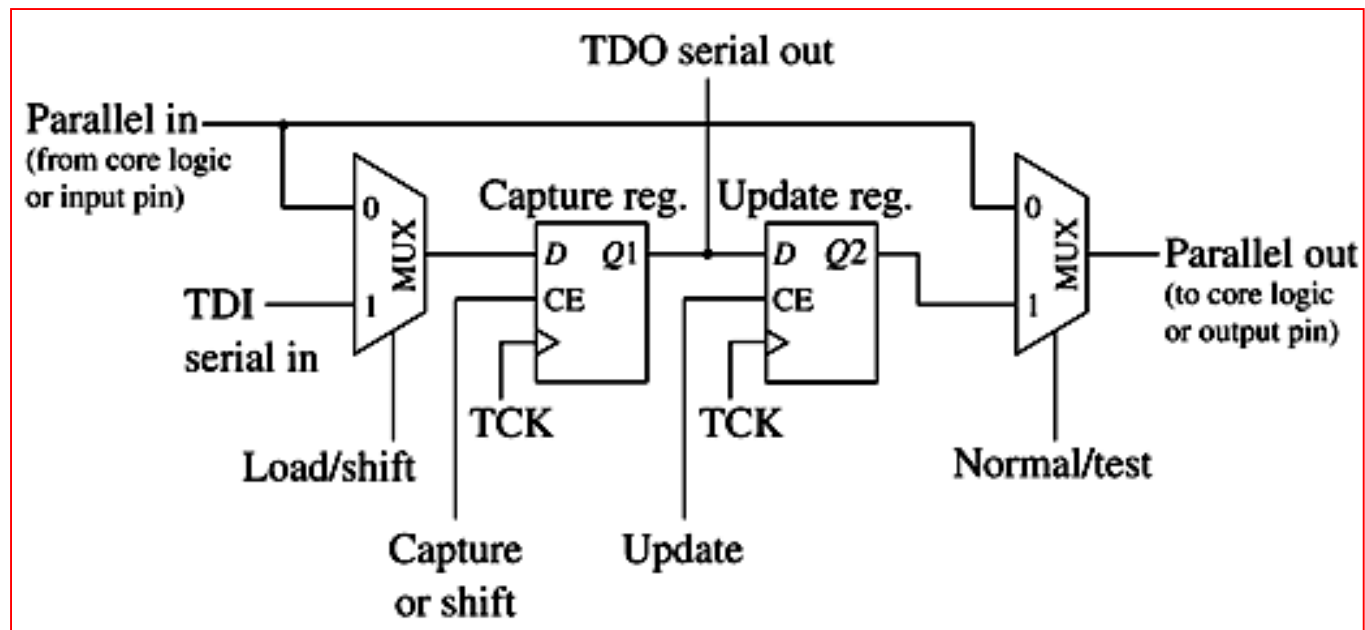 TDO serial out
Parallel in
(from core logic
or input pin)
Capture reg.
Update reg.
0
MUX
1
D Q1
CE
D Q2
CE
0
MUX
1
Parallel out
(to core logic
or output pin)
TDI
serial in
TCK
TCK
Load/shift
Normal/test
Capture
or shift
Update